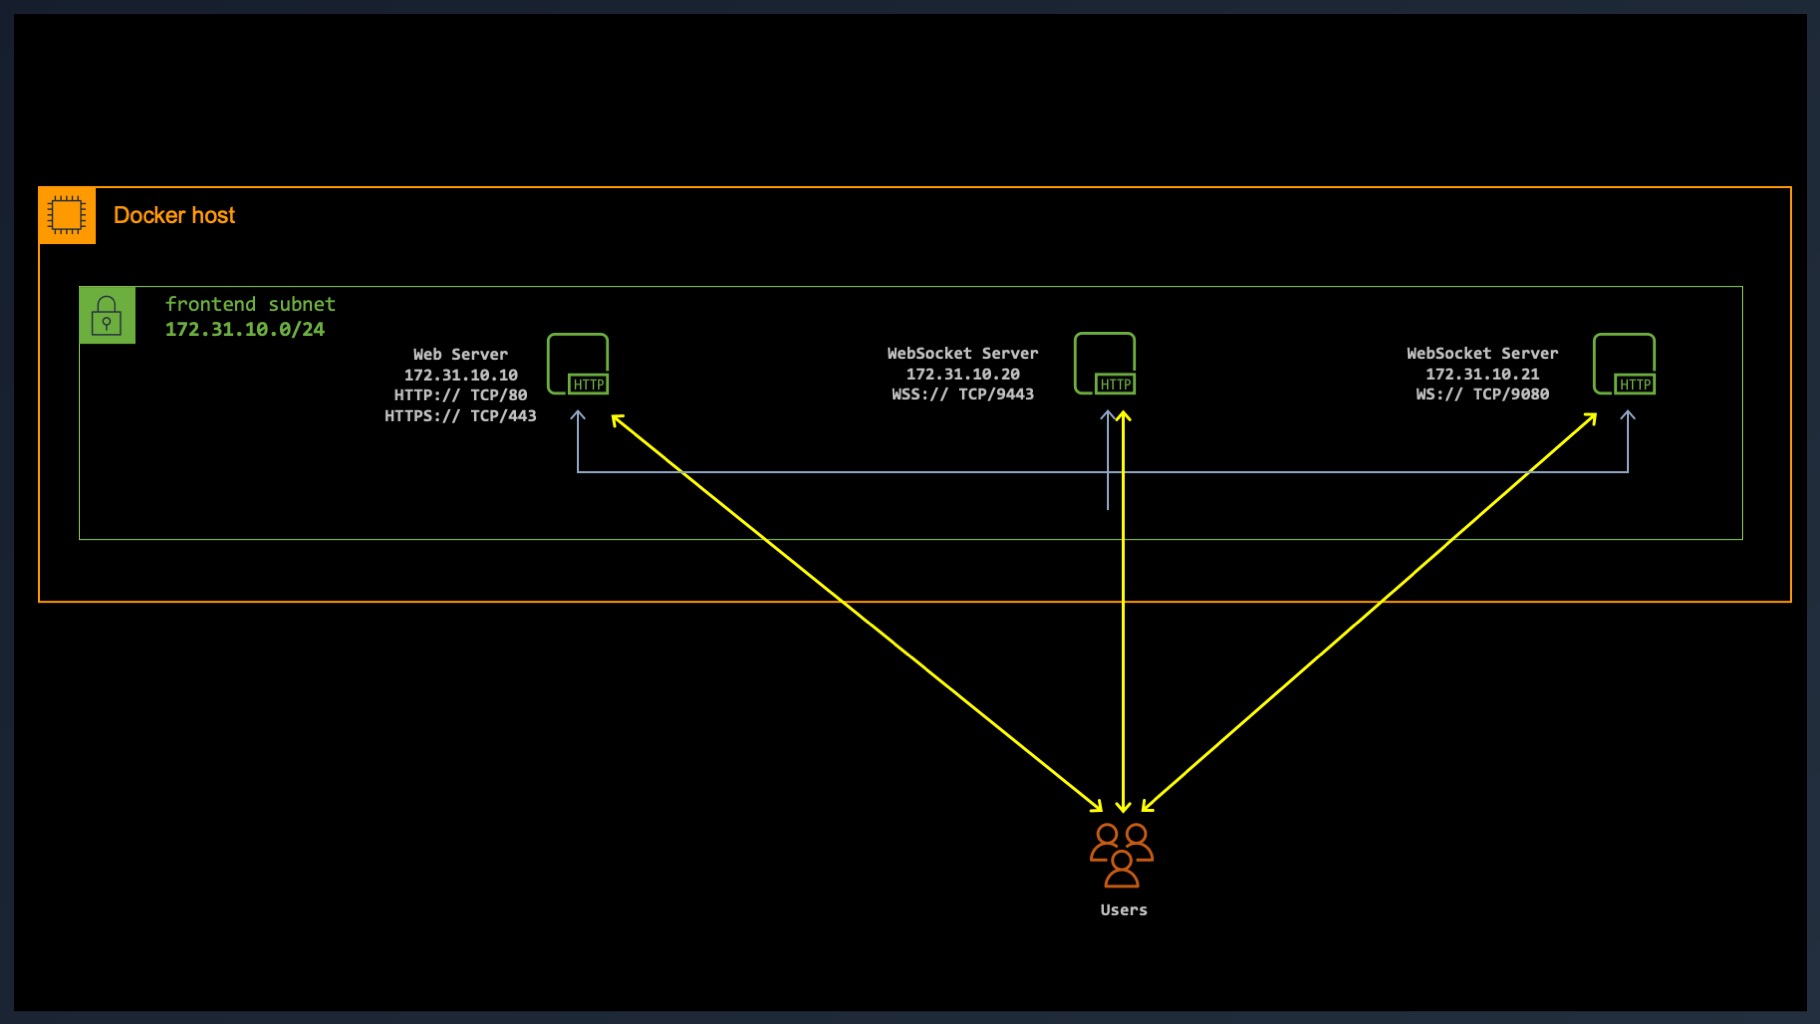 Docker host
frontend subnet
172.31.10.0/24
Web Server
172.31.10.10
HTTP:// TCP/80
HTTPS:// TCP/443
HTTP
WebSocket Server
172.31.10.20
WSS:// TCP/9443
HTTP
WebSocket Server
172.31.10.21
WS:// TCP/9080
HTTP
Users